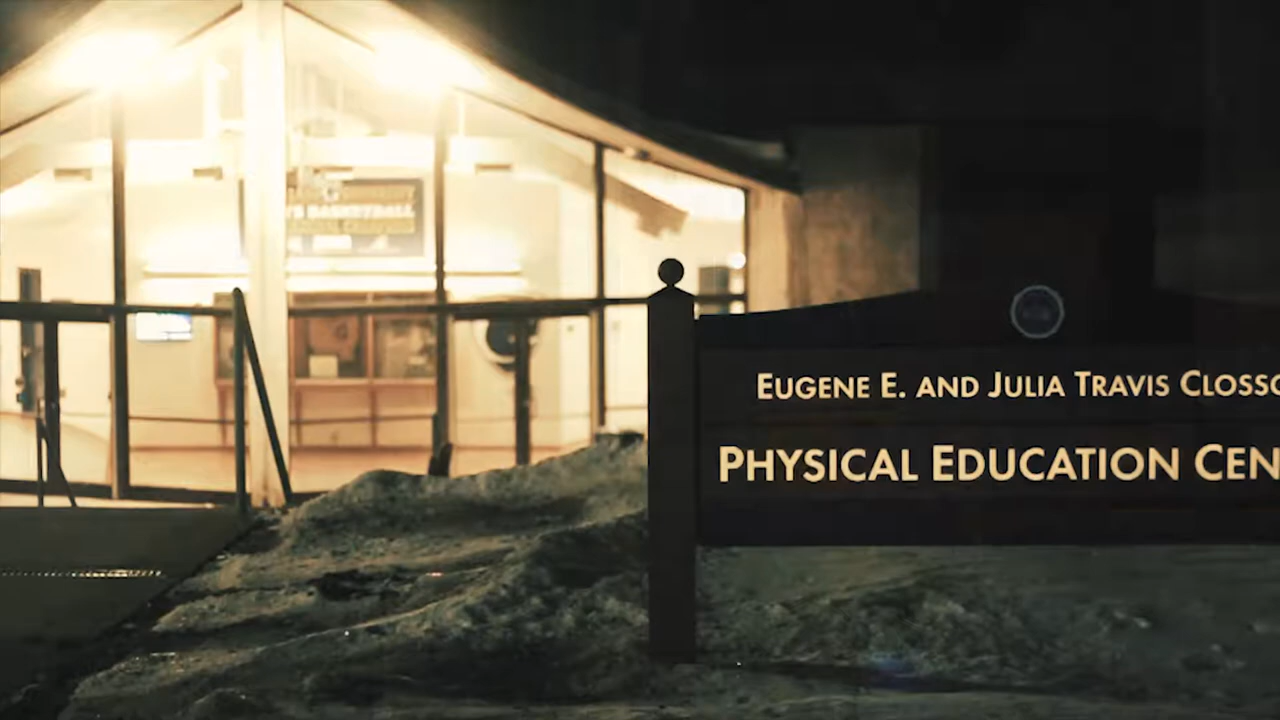 BASKETBALL
EUGENE E. AND JULIA TRAVIS CLOSSO
PHYSICAL EDUCATION CEN